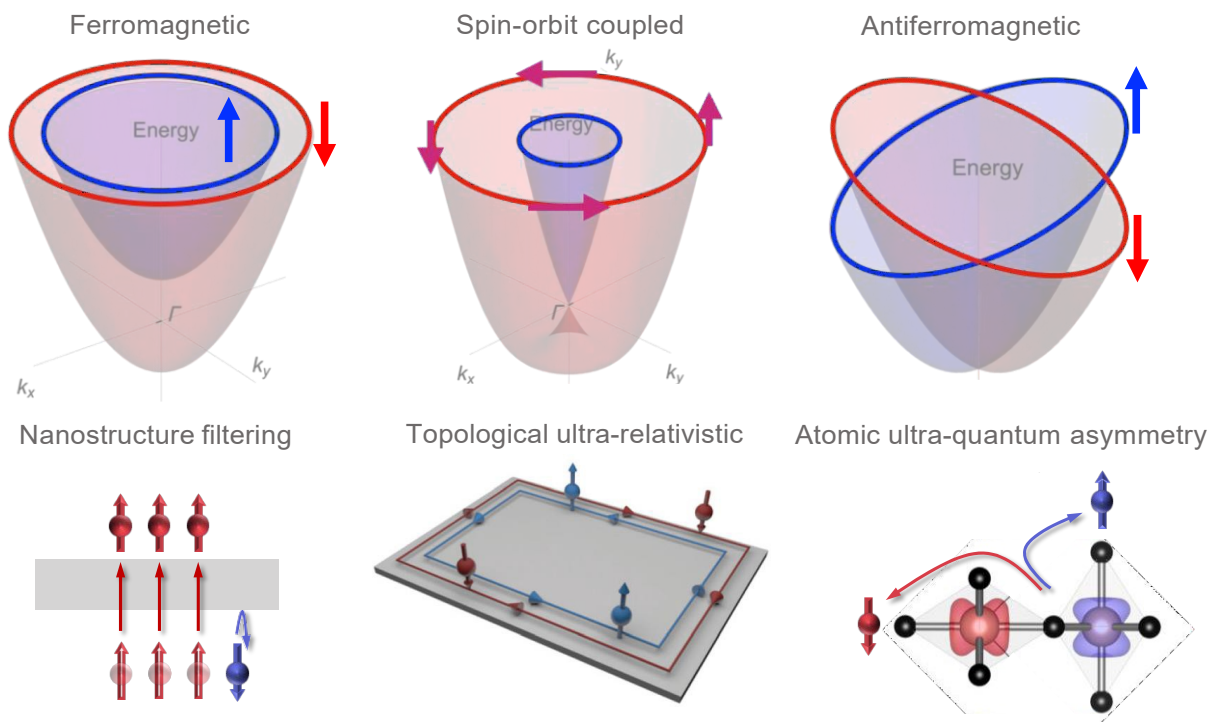 Ferromagnetic
Spin-orbit coupled
Antiferromagnetic
Energy
Γ
kx
ky
ky
Energy
Γ
kx
ky
Energy
Nanostructure filtering
Topological ultra-relativistic
Atomic ultra-quantum asymmetry